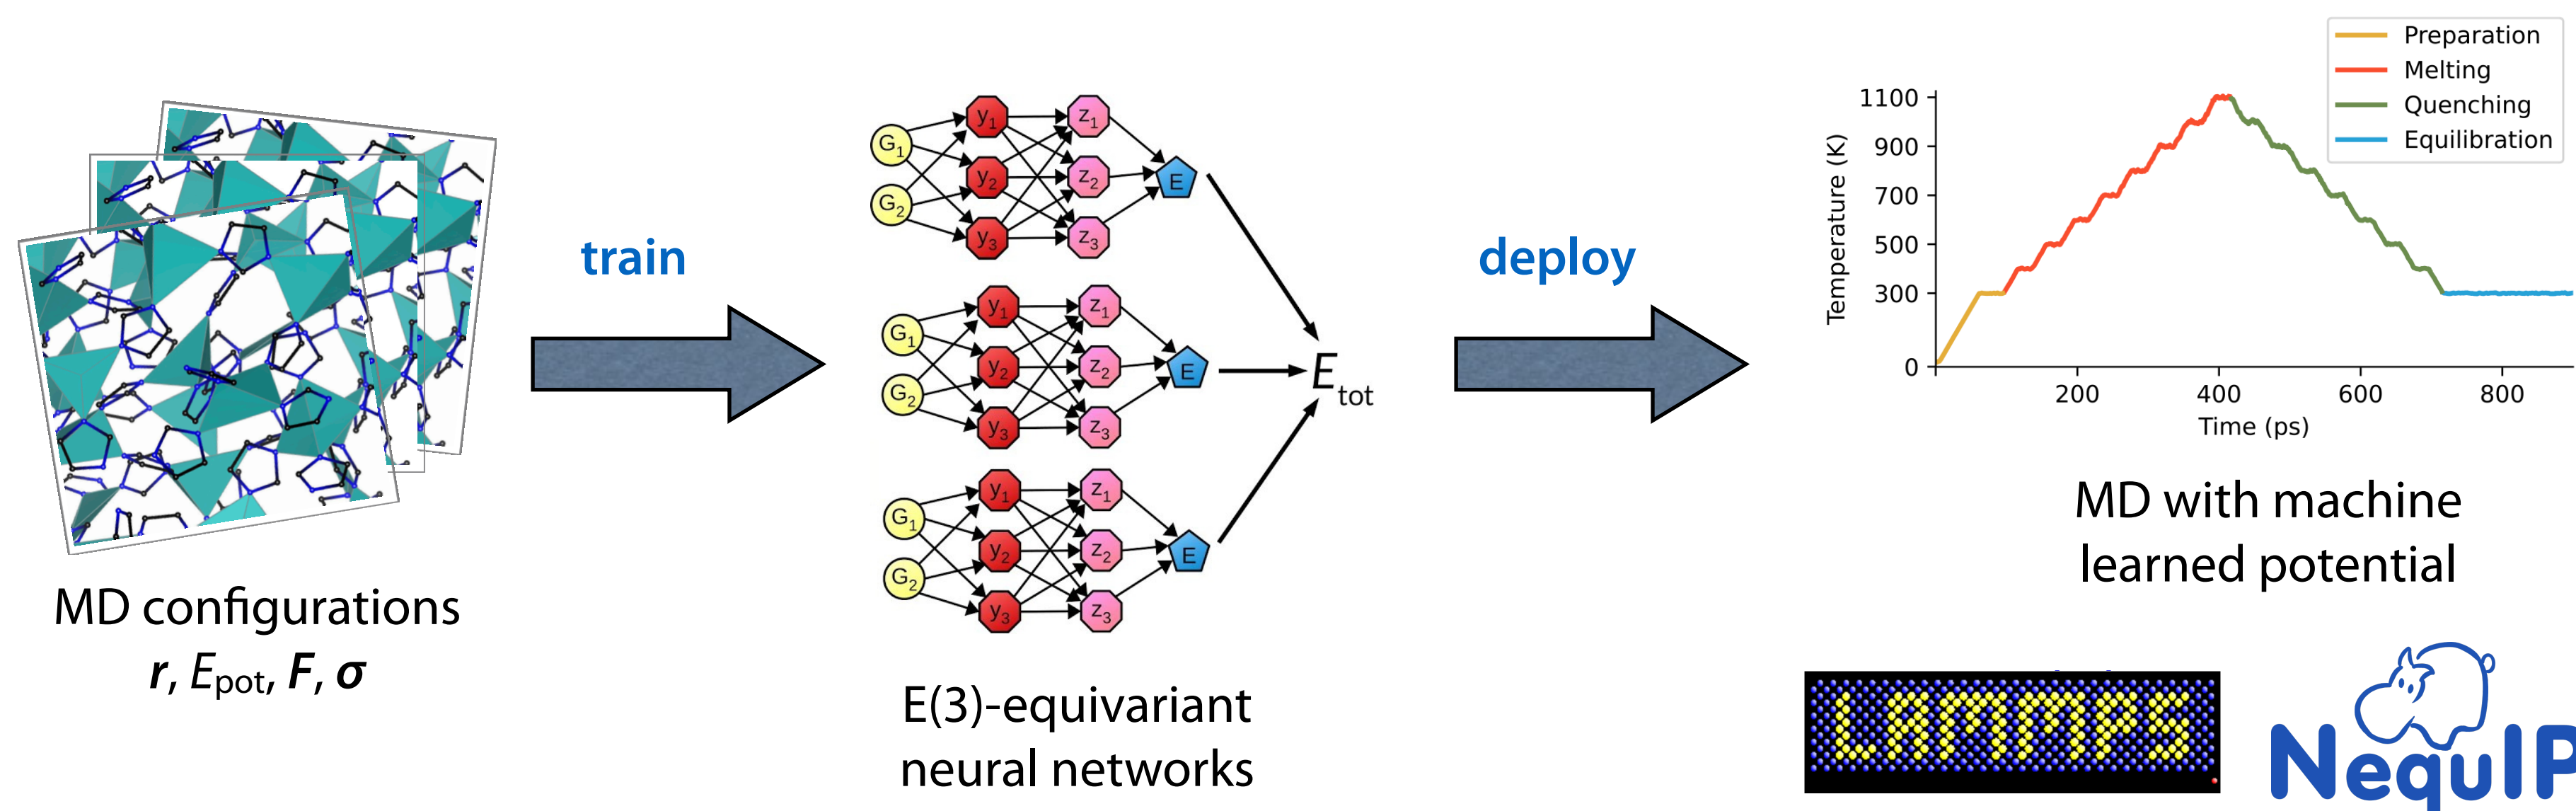 MD configurations
r, Epot, F, σ
train
G1
G2
y1
y2
y3
z1
z2
z3
E
G1
G2
y1
y2
y3
z1
z2
z3
E
G1
G2
y1
y2
y3
z1
z2
z3
E
Etot
E(3)-equivariant
neural networks
deploy
Preparation
Melting
Quenching
Equilibration
Temperature (K)
1100
900
700
500
300
0
200 400 600 800
Time (ps)
MD with machine
learned potential
LAMMPS
NequIP